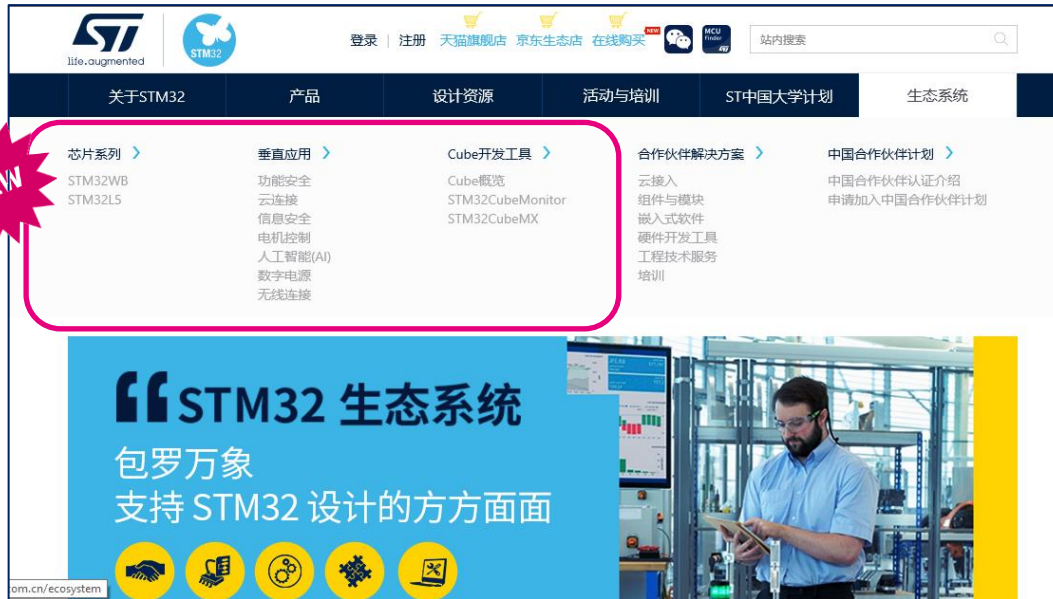 life.augmented
STM32
登录 | 注册 天猫旗舰店 京东生态店 在线购买 NEW MCU Finder 站内搜索
关于STM32 产品 设计资源 活动与培训 ST中国大学计划 生态系统
芯片系列 >
STM32WB
STM32L5
垂直应用 >
功能安全
云连接
信息安全
电机控制
人工智能(AI)
数字电源
无线连接
Cube开发工具 >
Cube概览
STM32CubeMonitor
STM32CubeMX
合作伙伴解决方案 >
云接入
组件与模块
嵌入式软件
硬件开发工具
工程技术服务
培训
中国合作伙伴计划 >
中国合作伙伴认证介绍
申请加入中国合作伙伴计划
STM32 生态系统
包罗万象
支持 STM32 设计的方方面面
om.cn/ecosystem